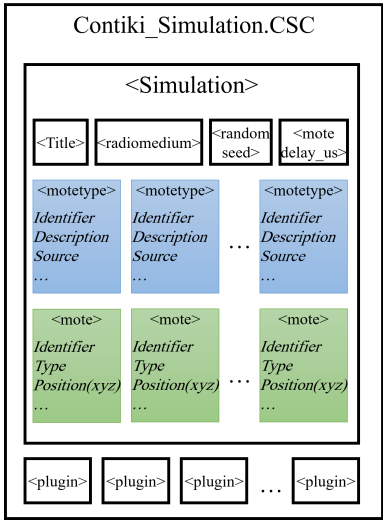 Contiki_Simulation.CSC
<Simulation>
<Title>
<radiomedium>
<random
seed>
<mote
delay_us>
<motetype>
Identifier
Description
Source
...
<motetype>
Identifier
Description
Source
...
...
<motetype>
Identifier
Description
Source
...
<mote>
Identifier
Type
Position(xyz)
...
<mote>
Identifier
Type
Position(xyz)
...
...
<mote>
Identifier
Type
Position(xyz)
...
<plugin>
<plugin>
<plugin>
...
<plugin>